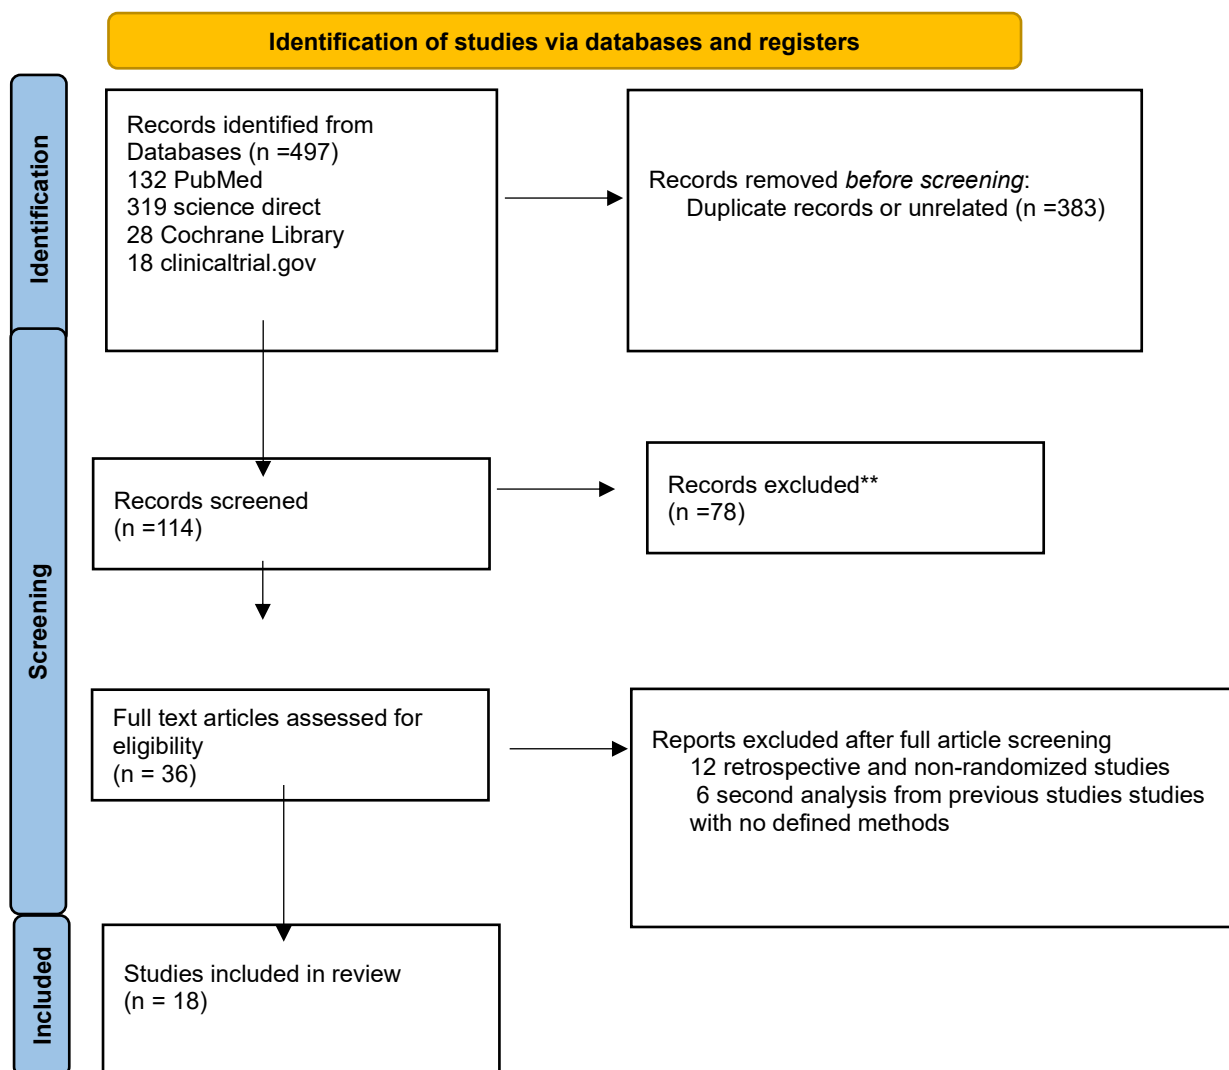 Identification of studies via databases and registers
Identification
Records identified from
Databases (n =497)
132 PubMed
319 science direct
28 Cochrane Library
18 clinicaltrial.gov
Records removed before screening:
Duplicate records or unrelated (n =383)
Screening
Records screened
(n =114)
Records excluded**
(n =78)
Full text articles assessed for
eligibility
(n = 36)
Reports excluded after full article screening
12 retrospective and non-randomized studies
6 second analysis from previous studies studies
with no defined methods
Included
Studies included in review
(n = 18)